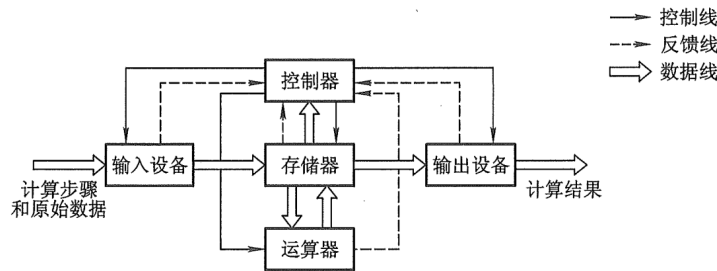 控制线
反馈线
数据线
控制器
输入设备
存储器
输出设备
计算步骤
和原始数据
计算结果
运算器